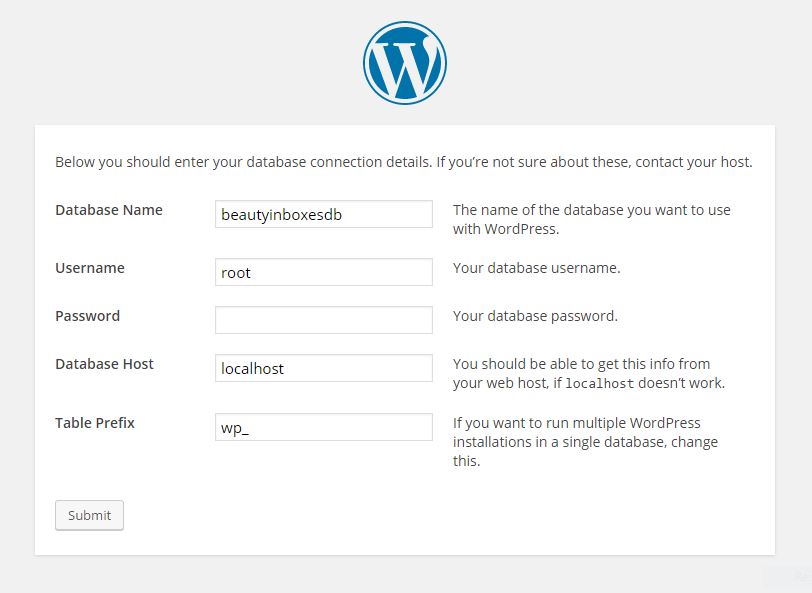 Below you should enter your database connection details. If you’re not sure about these, contact your host.
Database Name
beautyinboxesdb
The name of the database you want to use
with WordPress.
Username
root
Your database username.
Password
Your database password.
Database Host
localhost
You should be able to get this info from
your web host, if localhost doesn’t work.
Table Prefix
wp_
If you want to run multiple WordPress
installations in a single database, change
this.
Submit